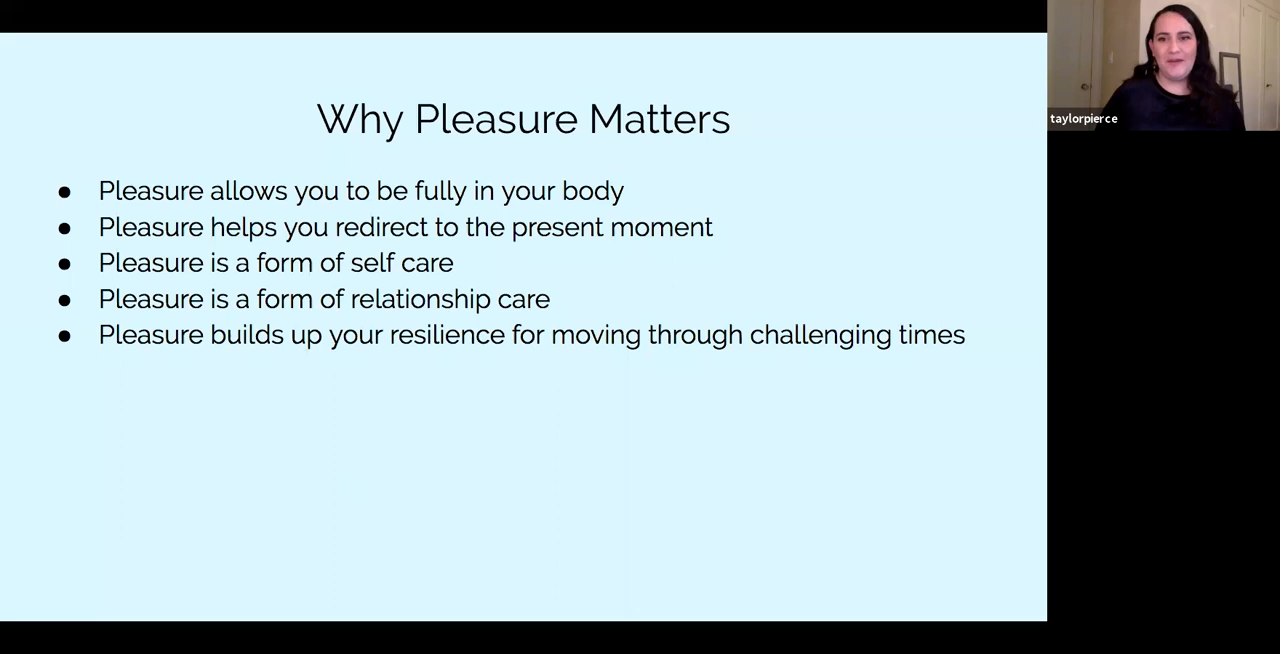 Why Pleasure Matters
● Pleasure allows you to be fully in your body
● Pleasure helps you redirect to the present moment
● Pleasure is a form of self care
● Pleasure is a form of relationship care
● Pleasure builds up your resilience for moving through challenging times
taylorpierce